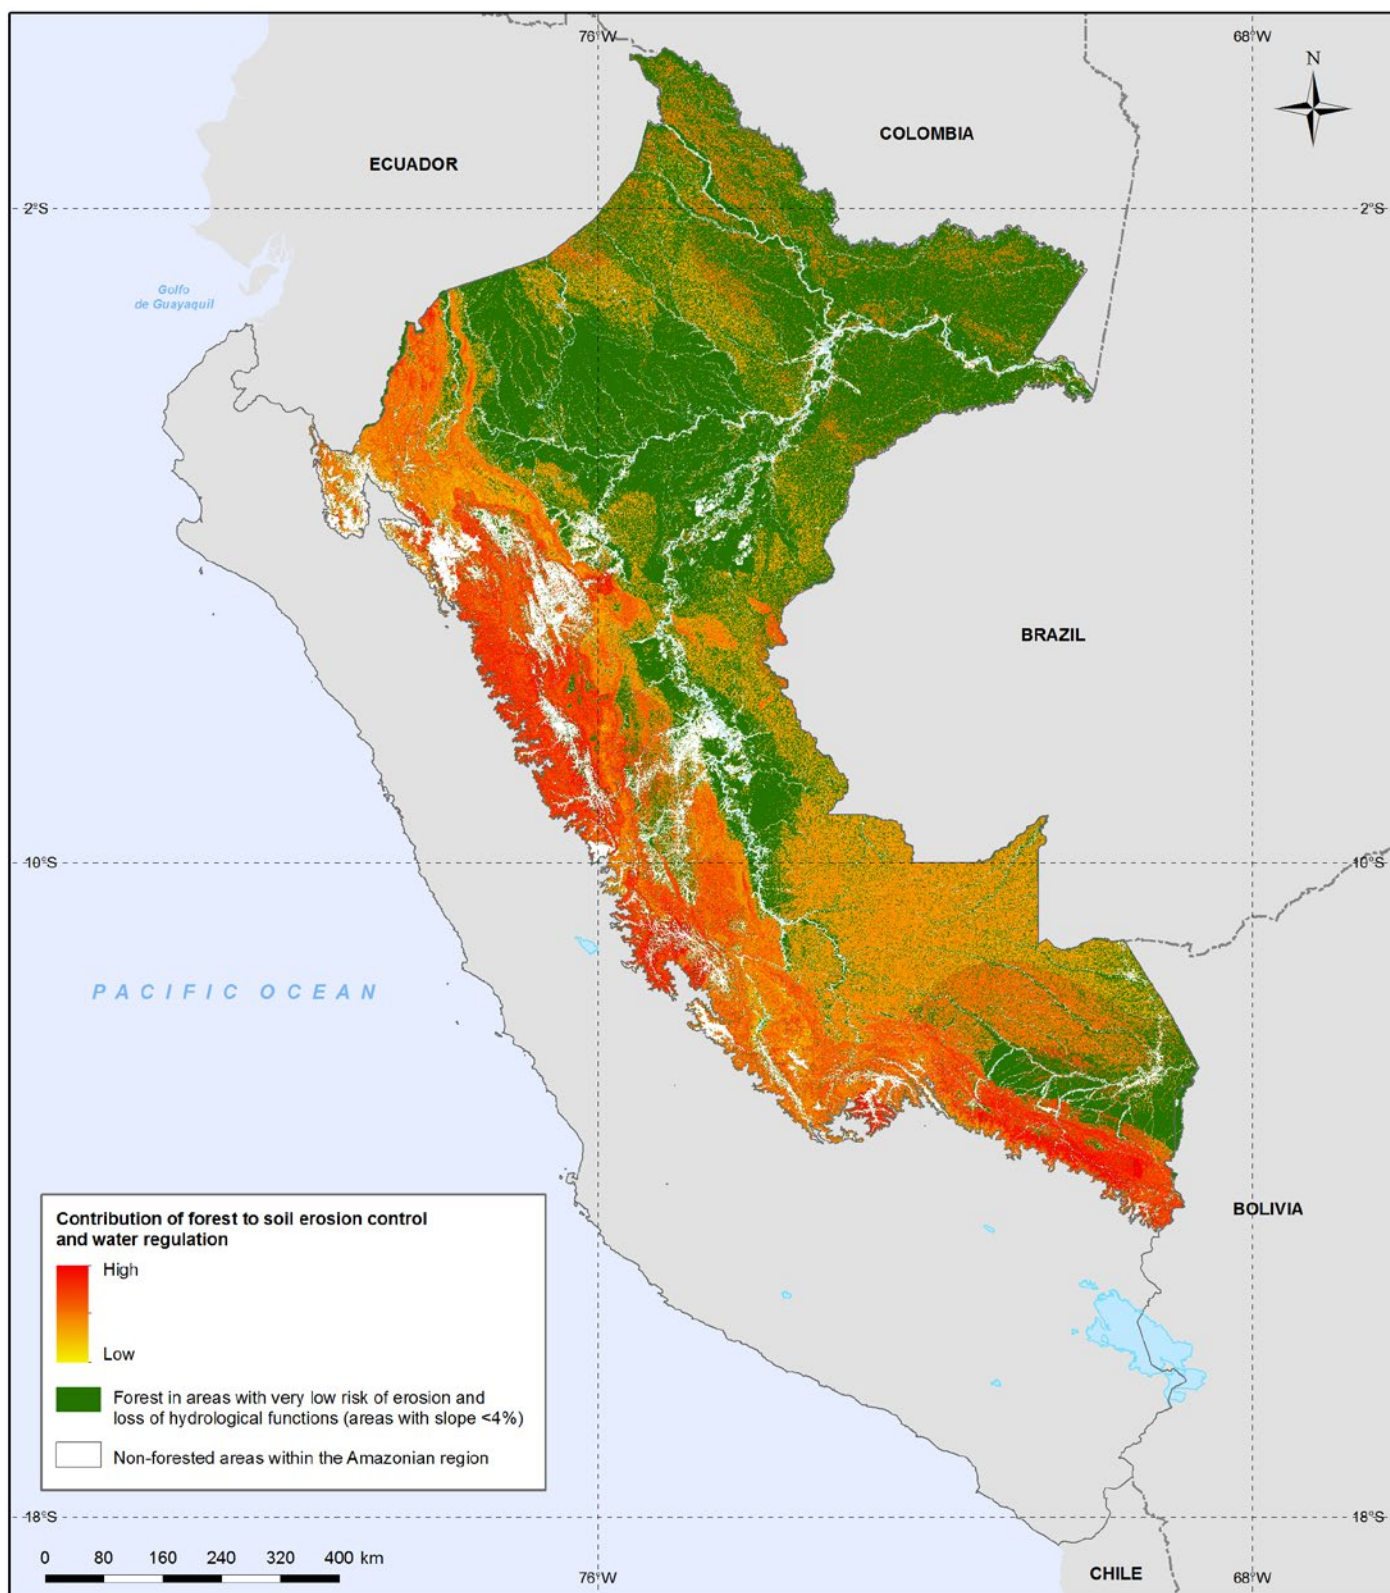 76°W
68°W
N
COLOMBIA
ECUADOR
2°S
2°S
Golfo
de Guayaquil
BRAZIL
10°S
10°S
PACIFIC OCEAN
BOLIVIA
Contribution of forest to soil erosion control
and water regulation
High
Low
Forest in areas with very low risk of erosion and
loss of hydrological functions (areas with slope <4%)
Non-forested areas within the Amazonian region
18°S
18°S
0 80 160 240 320 400 km
76°W
68°W
CHILE